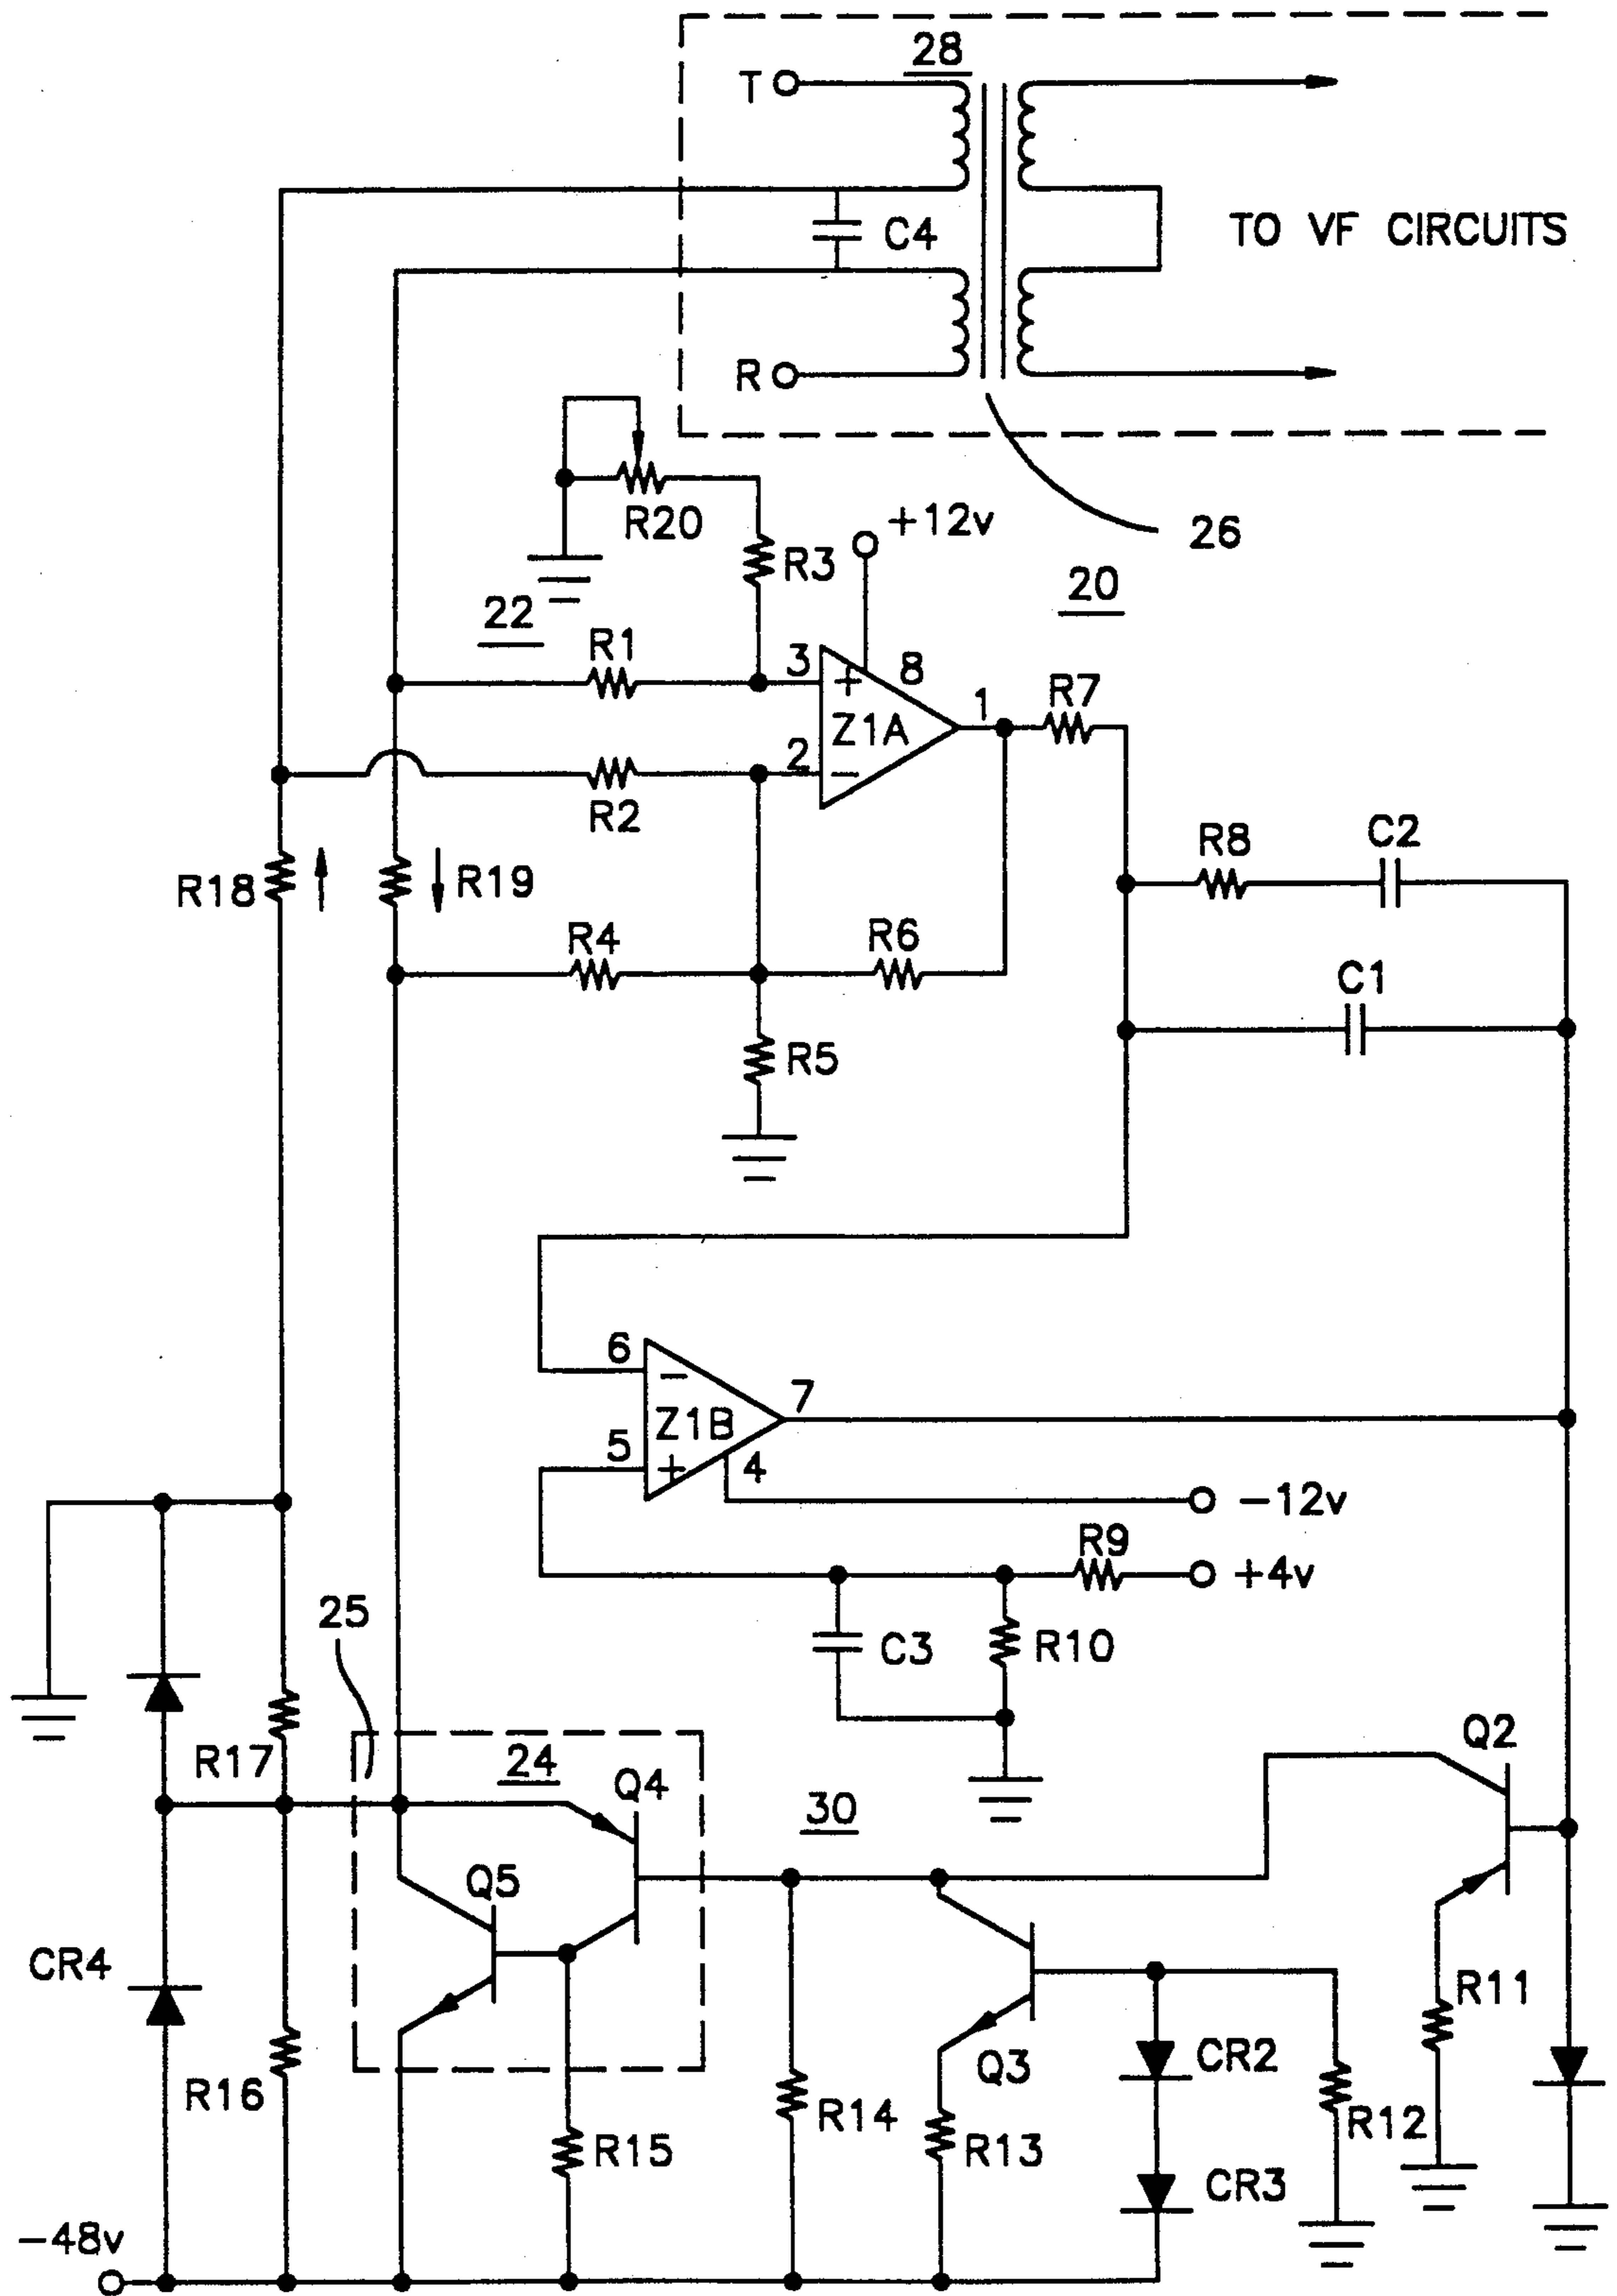 28
T
C4
TO VF CIRCUITS
R
R20
+12v
26
R3
20
22
R1
3
+
8
Z1A
1
R7
2
−
R2
R8
C2
R18
R19
R4
R6
C1
R5
6
−
7
Z1B
5
+
4
−12v
R9
+4v
25
C3
R10
Q2
R17
24
Q4
30
Q5
CR4
R11
Q3
CR2
R16
R14
R12
R15
R13
CR3
−48v